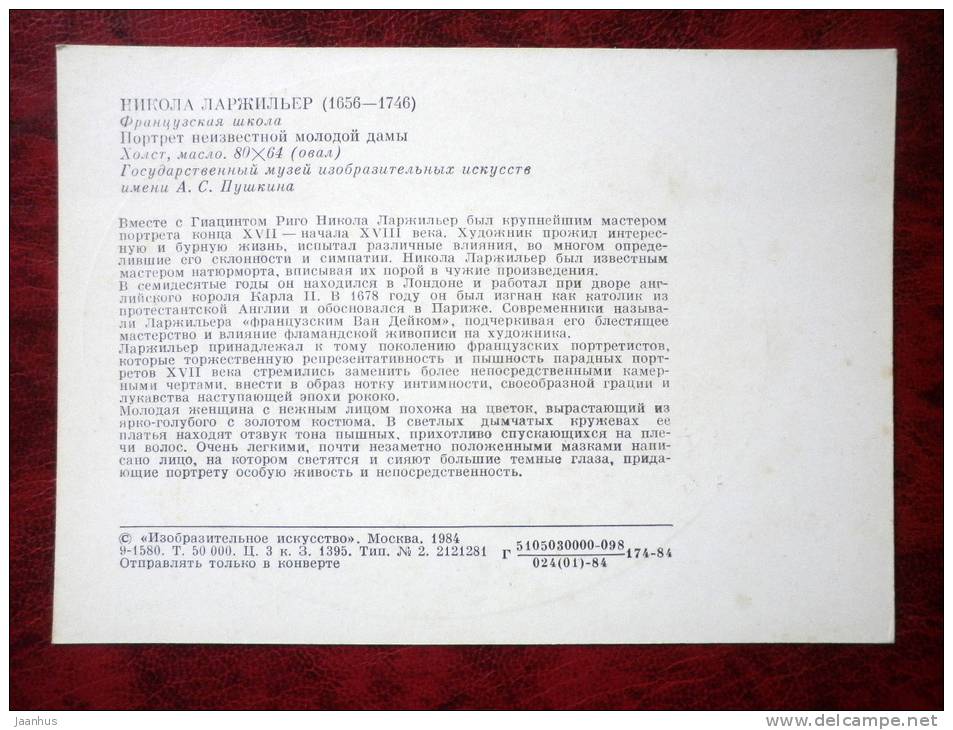 НИКОЛА ЛАРЖИЛЬЕР (1656—1746)
Французская школа
Портрет неизвестной молодой дамы
Холст, масло. 80×64 (овал)
Государственный музей изобразительных искусств
имени А. С. Пушкина
Вместе с Гиацинтом Риго Никола Ларжильер был крупнейшим мастером
портрета конца XVII — начала XVIII века. Художник прожил интерес-
ную и бурную жизнь, испытал различные влияния, во многом опреде-
лившие его склонности и симпатии. Никола Ларжильер был известным
мастером натюрморта, вписывая их порой в чужие произведения.
В семидесятые годы он находился в Лондоне и работал при дворе анг-
лийского короля Карла II. В 1678 году он был изгнан как католик из
протестантской Англии и обосновался в Париже. Современники называ-
ли Ларжильера «французским Ван Дейком», подчеркивая его блестящее
мастерство и влияние фламандской живописи на художника.
Ларжильер принадлежал к тому поколению французских портретистов,
которые торжественную репрезентативность и пышность парадных порт-
ретов XVII века стремились заменить более непосредственными камер-
ными чертами, внести в образ нотку интимности, своеобразной грации и
лукавства наступающей эпохи рококо.
Молодая женщина с нежным лицом похожа на цветок, вырастающий из
ярко-голубого с золотом костюма. В светлых дымчатых кружевах ее
платья находят отзвук тона пышных, прихотливо спускающихся на пле-
чи волос. Очень легкими, почти незаметно положенными мазками напи-
сано лицо, на котором светятся и сияют большие темные глаза, прида-
ющие портрету особую живость и непосредственность.
© «Изобразительное искусство». Москва. 1984
9-1580. Т. 50 000. Ц. 3 к. З. 1395. Тип. № 2. 2121281
Отправлять только в конверте
Г 5105030000-098 174-84
024(01)-84
Jaanhus
www.delcampe.net